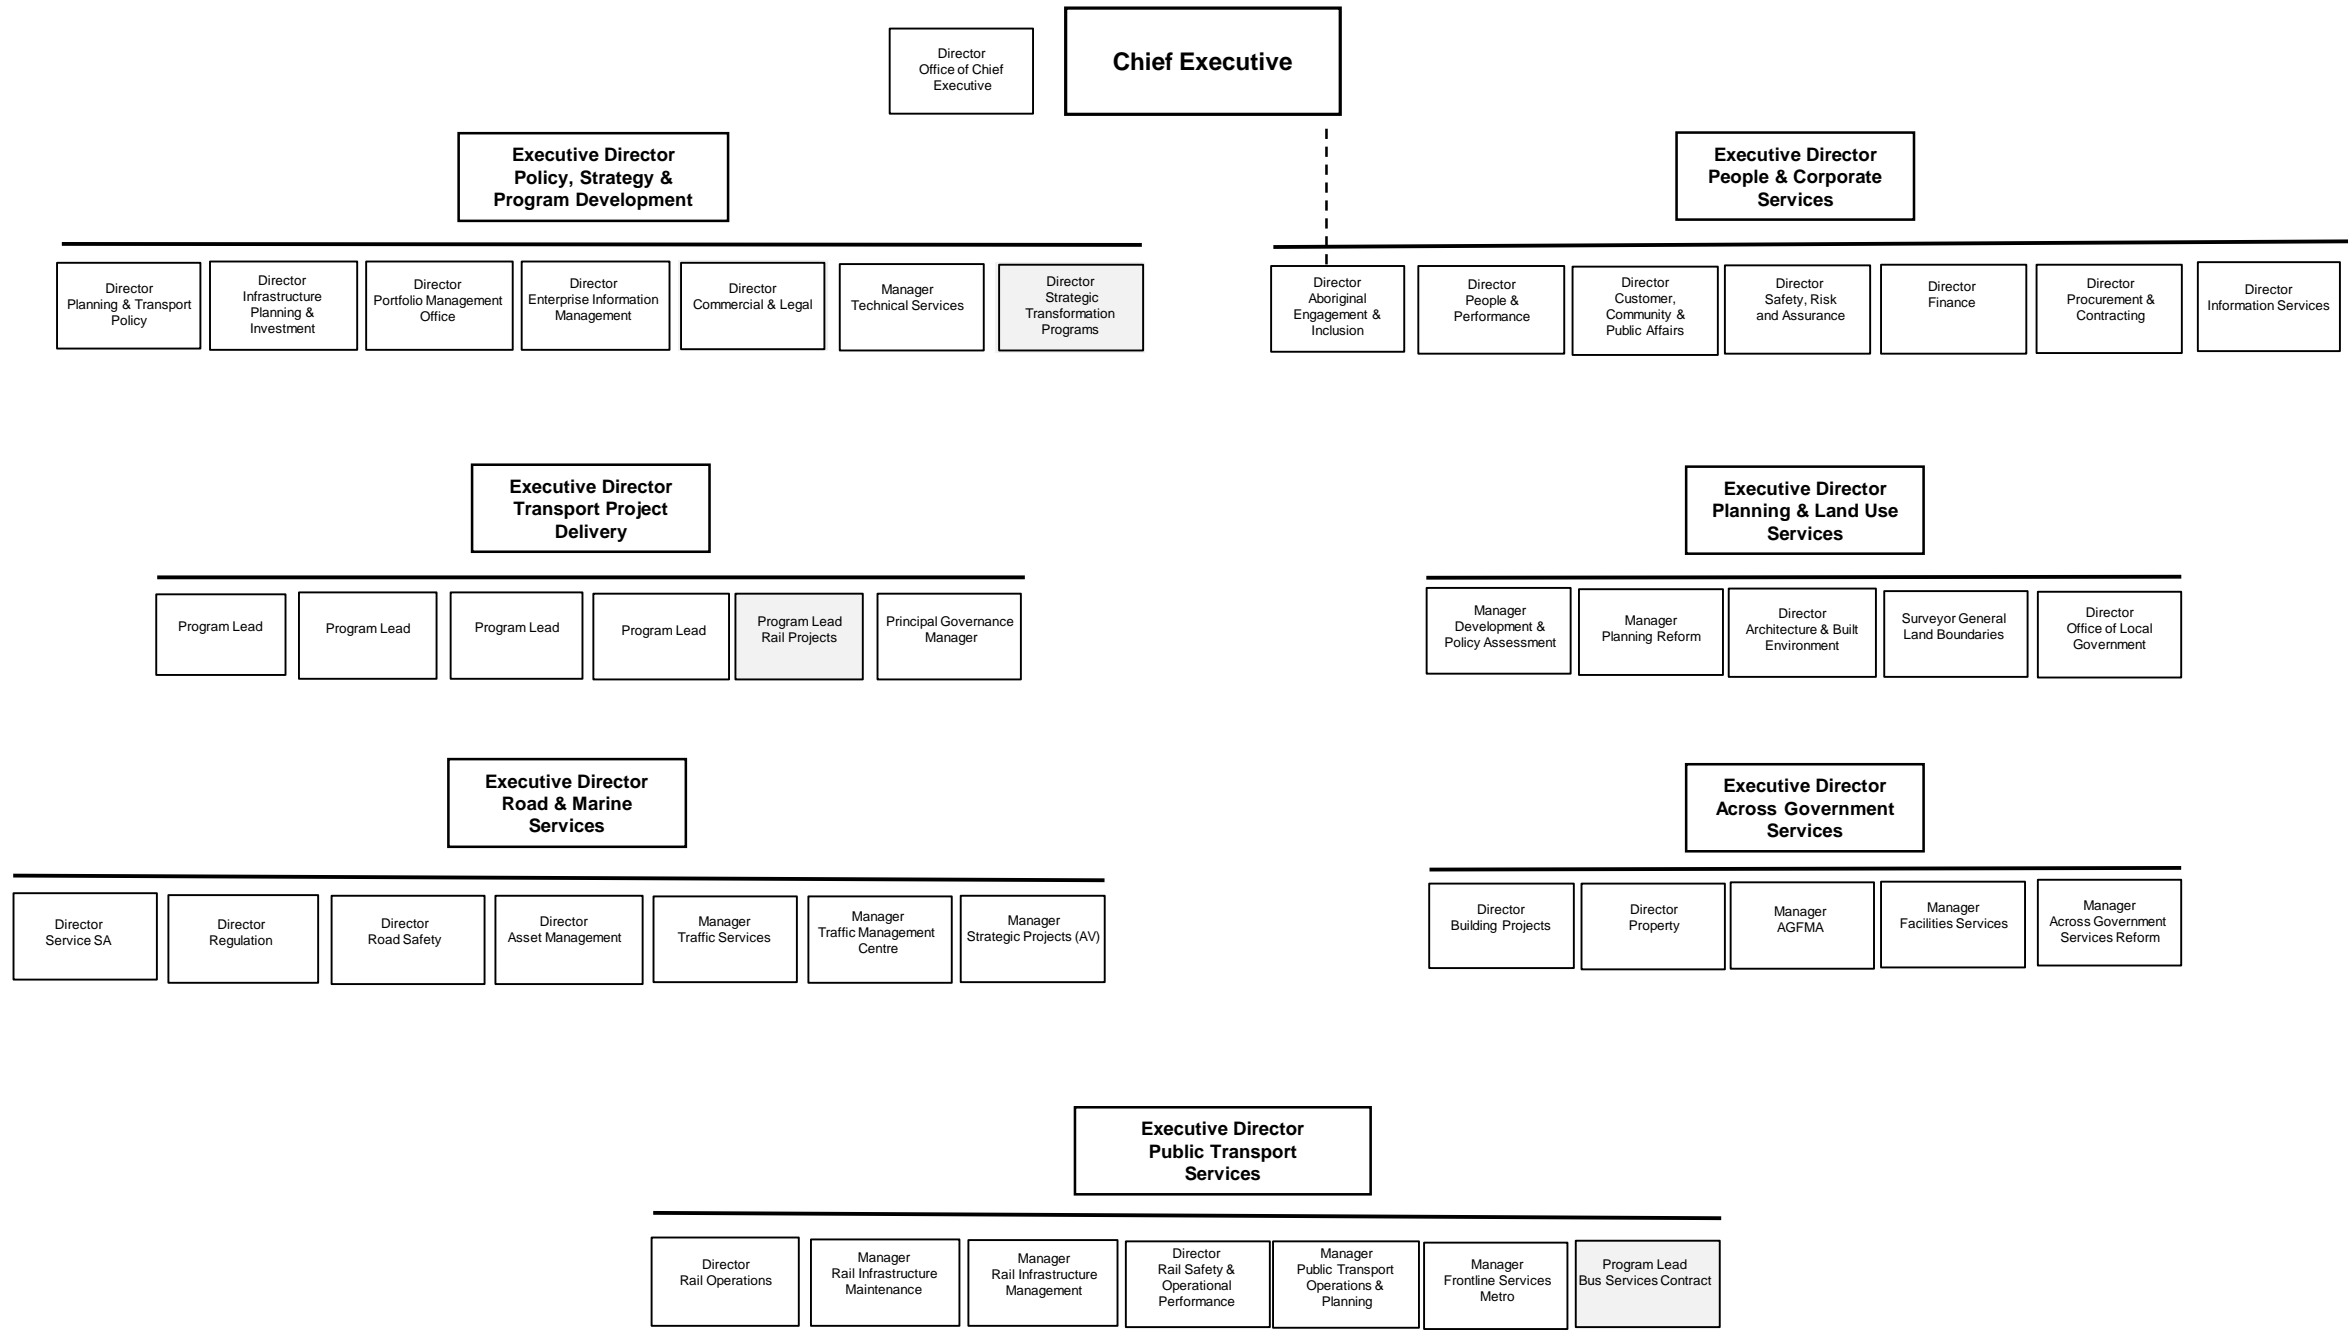 Director
Office of Chief
Executive
Chief Executive
Executive Director
Policy, Strategy &
Program Development
Executive Director
People & Corporate
Services
Director
Planning & Transport
Policy
Director
Infrastructure
Planning &
Investment
Director
Portfolio Management
Office
Director
Enterprise Information
Management
Director
Commercial & Legal
Manager
Technical Services
Director
Strategic
Transformation
Programs
Director
Aboriginal
Engagement &
Inclusion
Director
People &
Performance
Director
Customer,
Community &
Public Affairs
Director
Safety, Risk
and Assurance
Director
Finance
Director
Procurement &
Contracting
Director
Information Services
Executive Director
Transport Project
Delivery
Executive Director
Planning & Land Use
Services
Program Lead
Program Lead
Program Lead
Program Lead
Program Lead
Rail Projects
Principal Governance
Manager
Manager
Development &
Policy Assessment
Manager
Planning Reform
Director
Architecture & Built
Environment
Surveyor General
Land Boundaries
Director
Office of Local
Government
Executive Director
Road & Marine
Services
Executive Director
Across Government
Services
Director
Service SA
Director
Regulation
Director
Road Safety
Director
Asset Management
Manager
Traffic Services
Manager
Traffic Management
Centre
Manager
Strategic Projects (AV)
Director
Building Projects
Director
Property
Manager
AGFMA
Manager
Facilities Services
Manager
Across Government
Services Reform
Executive Director
Public Transport
Services
Director
Rail Operations
Manager
Rail Infrastructure
Maintenance
Manager
Rail Infrastructure
Management
Director
Rail Safety &
Operational
Performance
Manager
Public Transport
Operations &
Planning
Manager
Frontline Services
Metro
Program Lead
Bus Services Contract